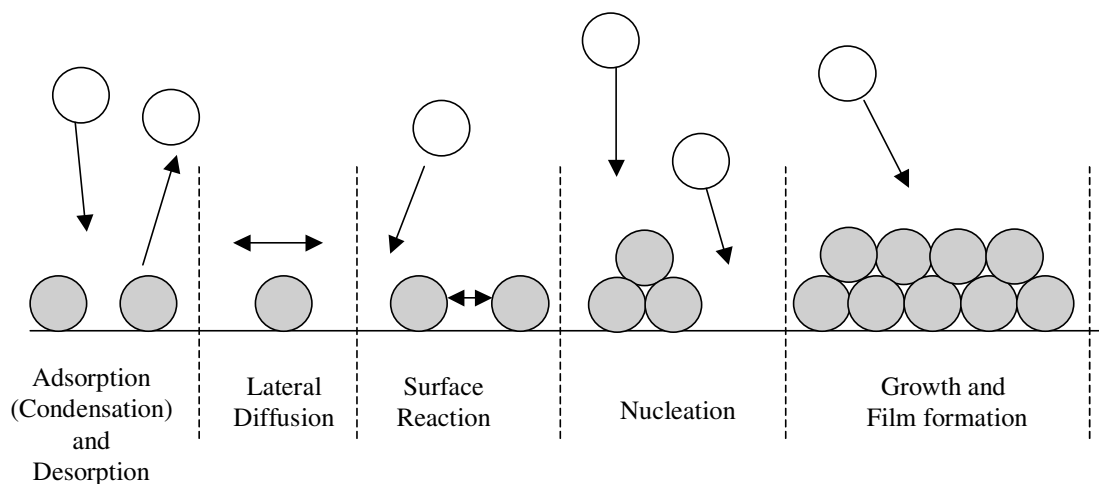 Adsorption
(Condensation)
and
Desorption
Lateral
Diffusion
Surface
Reaction
Nucleation
Growth and
Film formation